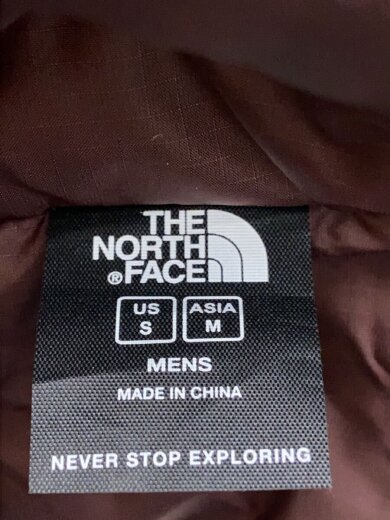 THE
NORTH
®FACE
US ASIA
S M
MENS
MADE IN CHINA
NEVER STOP EXPLORING